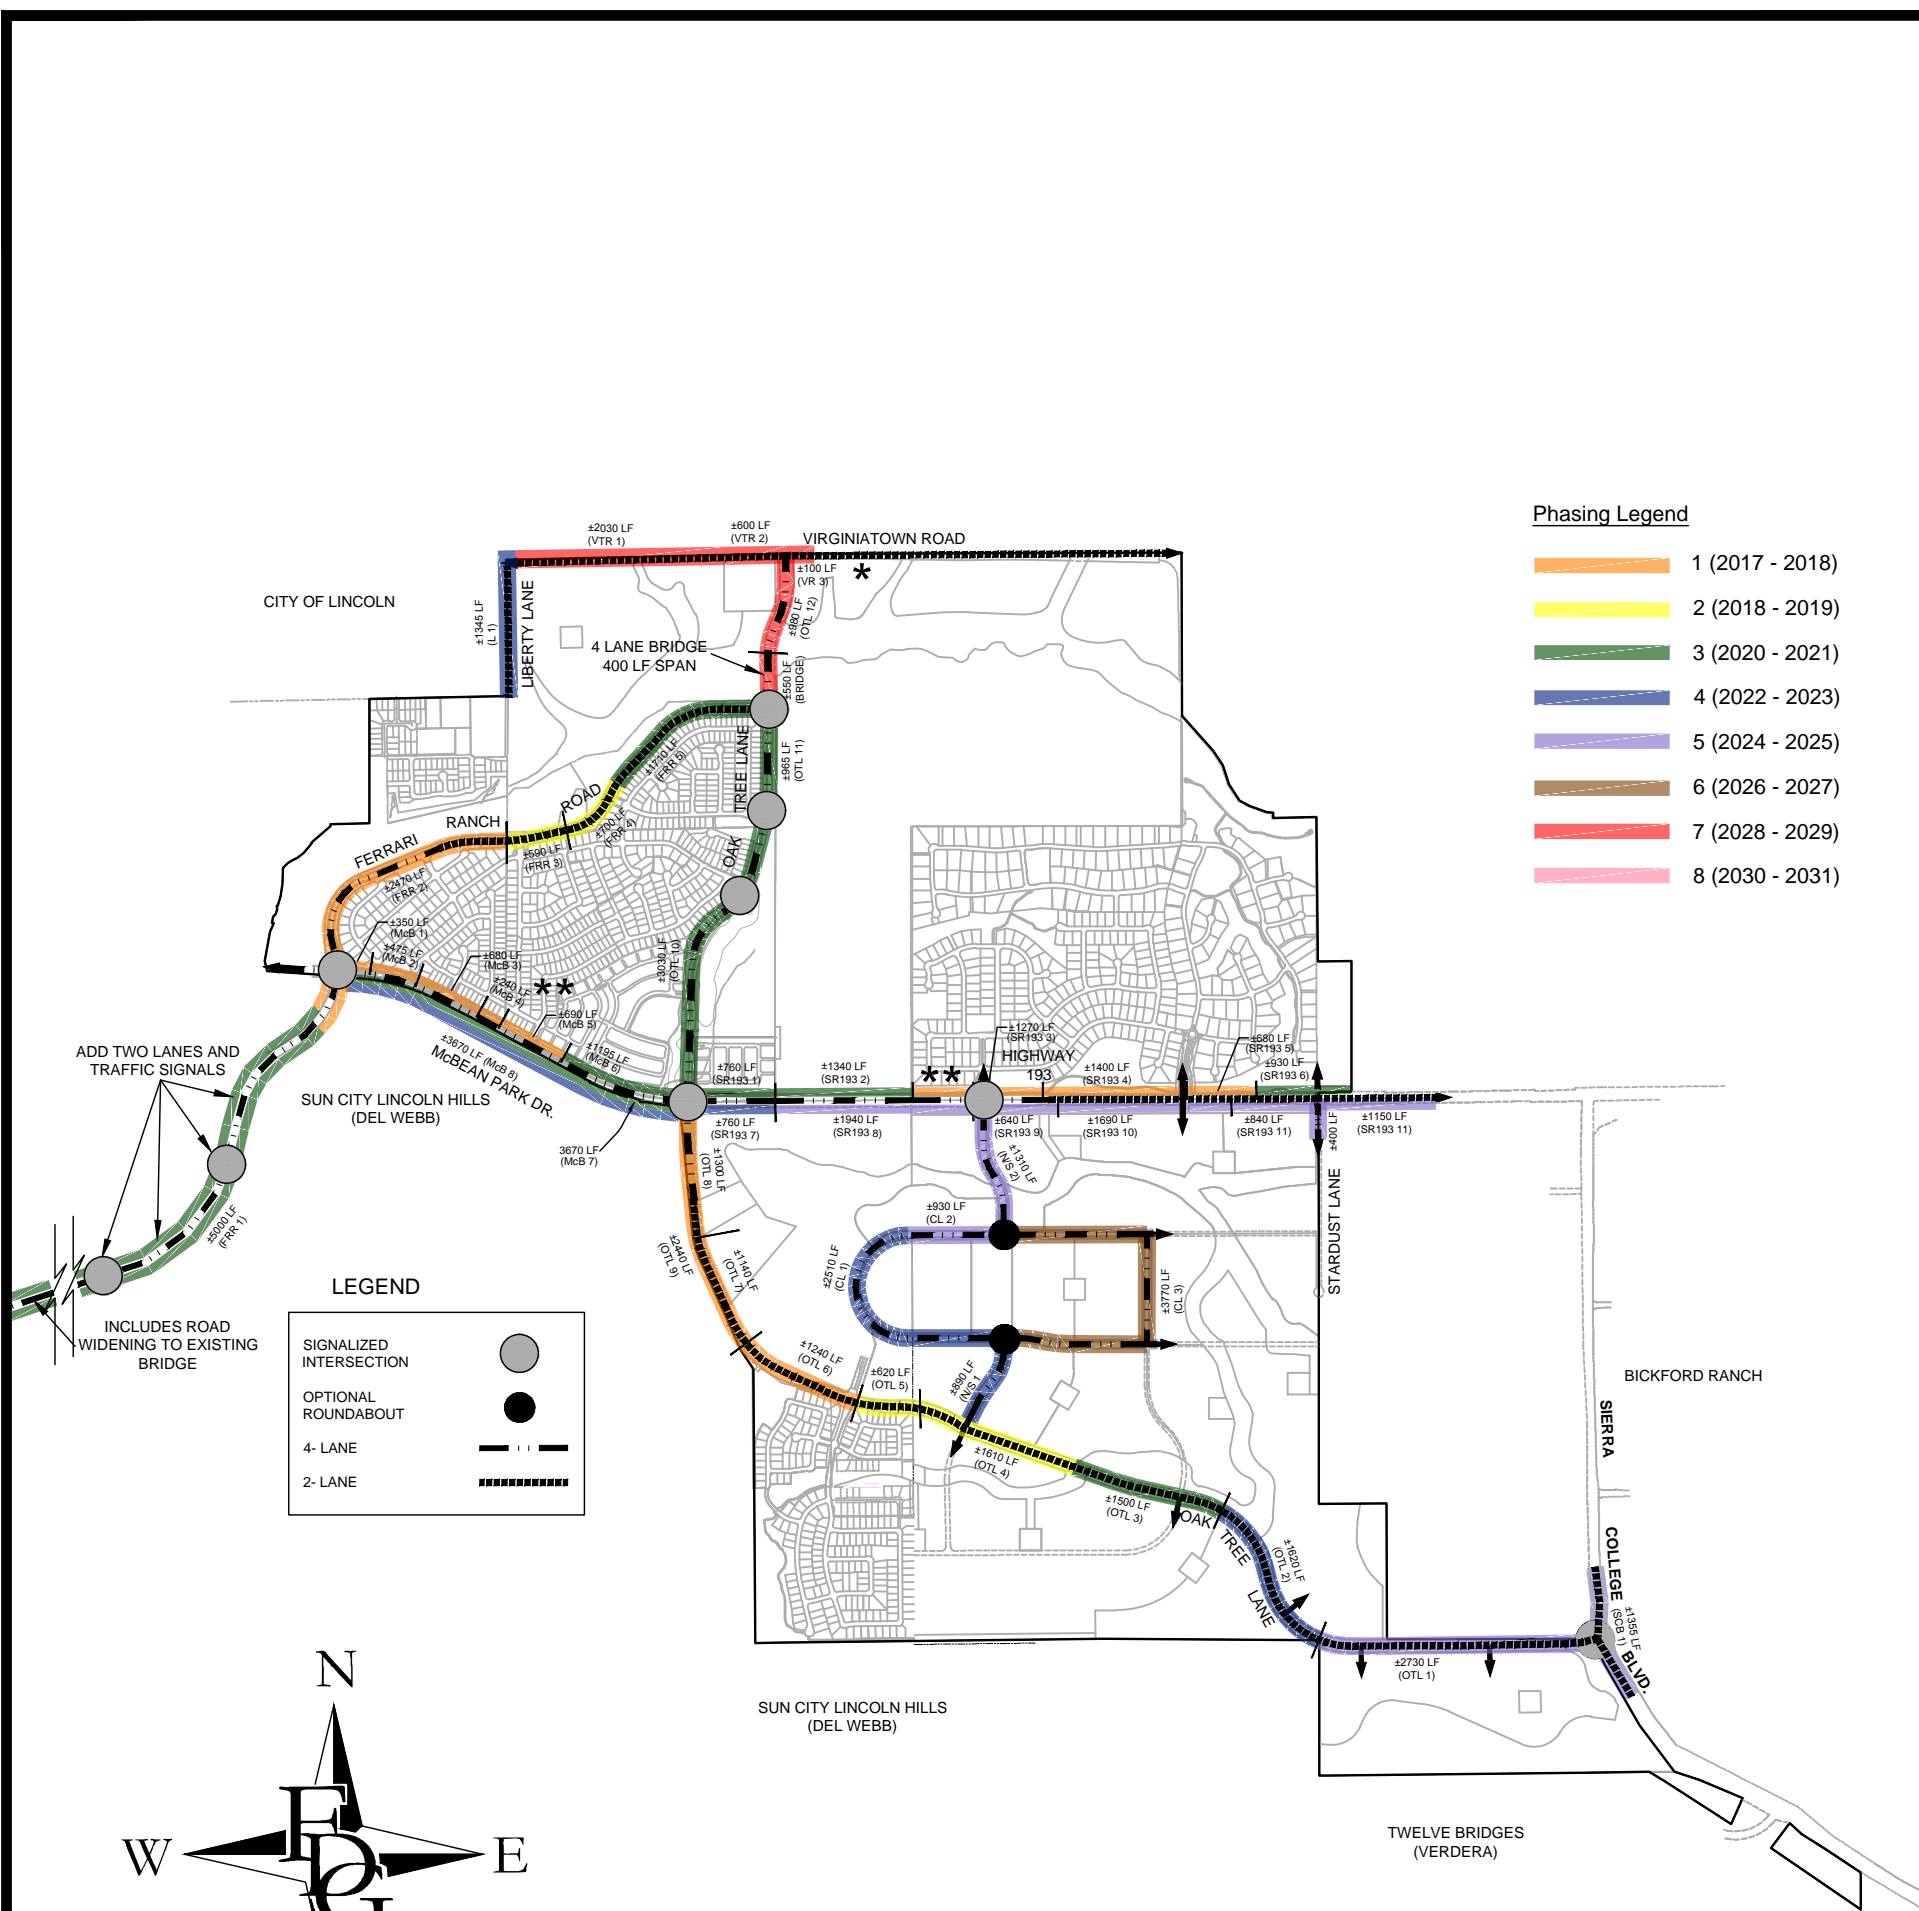 Phasing Legend
1 (2017 - 2018)
2 (2018 - 2019)
3 (2020 - 2021)
4 (2022 - 2023)
5 (2024 - 2025)
6 (2026 - 2027)
7 (2028 - 2029)
8 (2030 - 2031)
±2030 LF
(VTR 1)
±600 LF
(VTR 2)
VIRGINIATOWN ROAD
±100 LF
(VR 3)
*
CITY OF LINCOLN
±1345 LF
(L 1)
LIBERTY LANE
±980 LF
(OTL 12)
4 LANE BRIDGE
400 LF SPAN
±550 LF
(BRIDGE)
±1710 LF
(FRR 5)
TREE LANE
±965 LF
(OTL 11)
FERRARI
RANCH
ROAD
±700 LF
(FRR 4)
±590 LF
(FRR 3)
OAK
±2470 LF
(FRR 2)
±350 LF
(McB 1)
±475 LF
(McB 2)
±680 LF
(McB 3)
±240 LF
(McB 4)
**
±690 LF
(McB 5)
±1195 LF
(McB 6)
±3030 LF
(OTL 10)
±3670 LF (McB 8)
McBEAN PARK DR.
3670 LF
(McB 7)
ADD TWO LANES AND
TRAFFIC SIGNALS
SUN CITY LINCOLN HILLS
(DEL WEBB)
±760 LF
(SR193 1)
±1340 LF
(SR193 2)
**
±1270 LF
(SR193 3)
HIGHWAY
193
±1400 LF
(SR193 4)
±680 LF
(SR193 5)
±930 LF
(SR193 6)
±760 LF
(SR193 7)
±1940 LF
(SR193 8)
±640 LF
(SR193 9)
±1690 LF
(SR193 10)
±840 LF
(SR193 11)
±400 LF
±1150 LF
(SR193 11)
±1300 LF
(OTL 8)
±1310 LF
(N/S 2)
STARDUST LANE
±5000 LF
(FRR 1)
±2440 LF
(OTL 9)
±1140 LF
(OTL 7)
±930 LF
(CL 2)
±2510 LF
(CL 1)
±3770 LF
(CL 3)
INCLUDES ROAD
WIDENING TO EXISTING
BRIDGE
LEGEND
SIGNALIZED
INTERSECTION
OPTIONAL
ROUNDABOUT
4- LANE
2- LANE
±1240 LF
(OTL 6)
±620 LF
(OTL 5)
±890 LF
(N/S 1
±1610 LF
(OTL 4)
±1500 LF
(OTL 3)
OAK
TREE
LANE
±1620 LF
(OTL 2)
±2730 LF
(OTL 1)
BICKFORD RANCH
SIERRA
COLLEGE
BLVD.
±1355 LF
(SCB 1)
SUN CITY LINCOLN HILLS
(DEL WEBB)
TWELVE BRIDGES
(VERDERA)
N
W
E